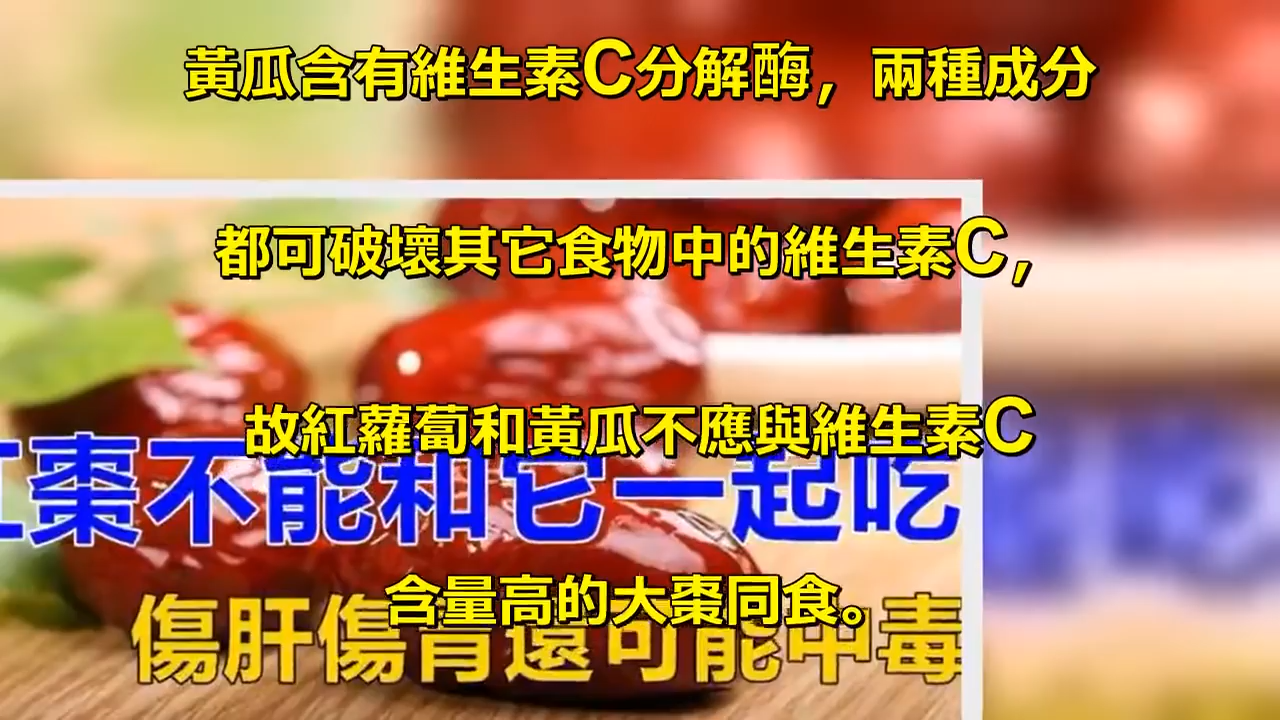 黃瓜含有維生素C分解酶，兩種成分
都可破壞其它食物中的維生素C，
故紅蘿蔔和黃瓜不應與維生素C
紅棗不能和它一起吃
含量高的大棗同食。
傷肝傷腎還可能中毒